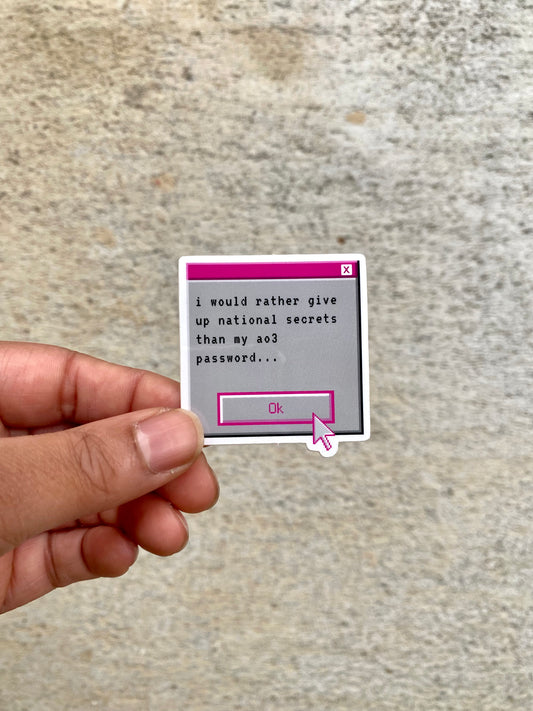 X
i would rather give
up national secrets
than my ao3
password...
Ok